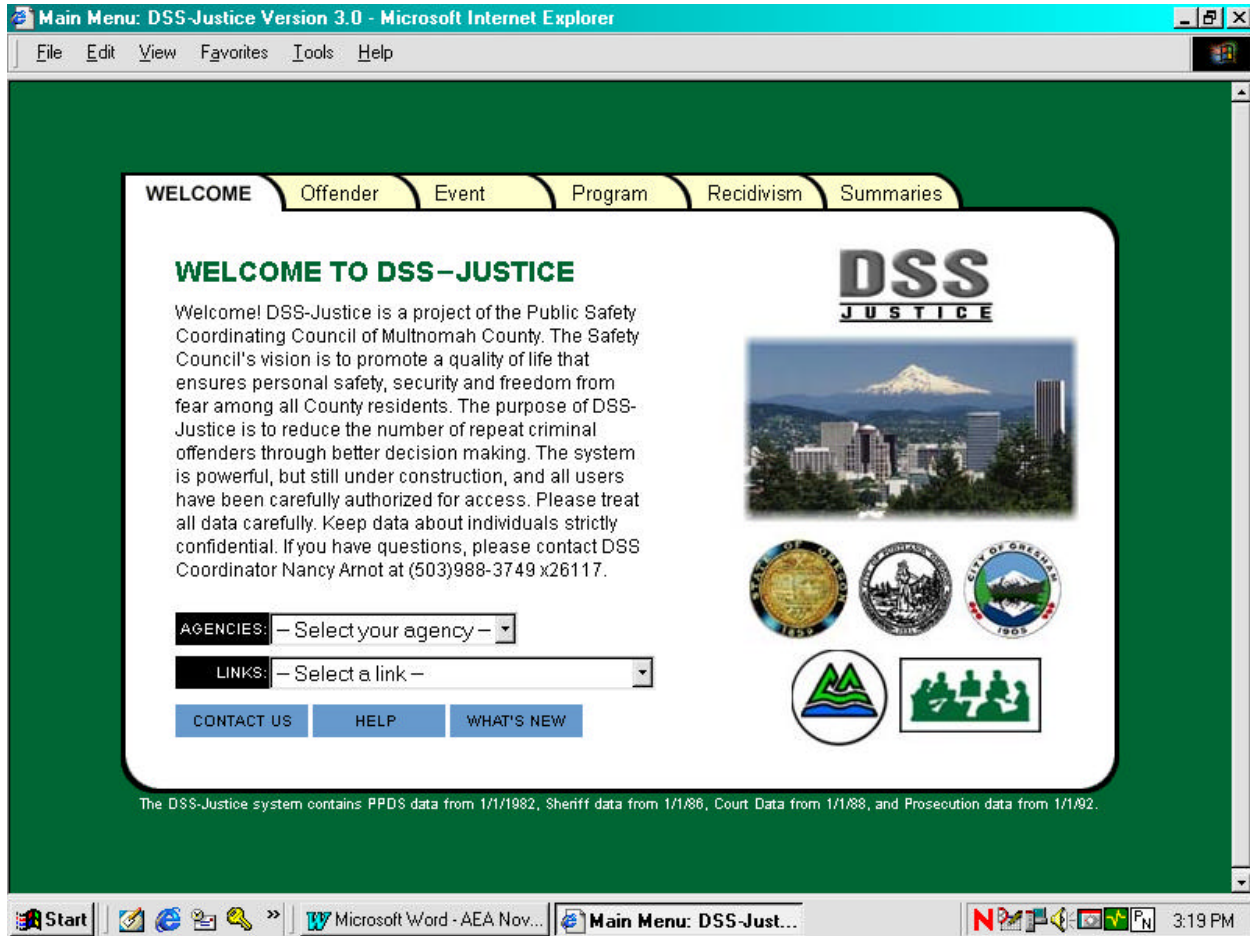 Main Menu: DSS-Justice Version 3.0 - Microsoft Internet Explorer
File Edit View Favorites Tools Help
WELCOME Offender Event Program Recidivism Summaries
WELCOME TO DSS–JUSTICE
Welcome! DSS-Justice is a project of the Public Safety
Coordinating Council of Multnomah County. The Safety
Council's vision is to promote a quality of life that
ensures personal safety, security and freedom from
fear among all County residents. The purpose of DSS-
Justice is to reduce the number of repeat criminal
offenders through better decision making. The system
is powerful, but still under construction, and all users
have been carefully authorized for access. Please treat
all data carefully. Keep data about individuals strictly
confidential. If you have questions, please contact DSS
Coordinator Nancy Arnot at (503)988-3749 x26117.
DSS
JUSTICE
STATE OF OREGON
1859
CITY OF GRESHAM
1905
AGENCIES: – Select your agency –
LINKS: – Select a link –
CONTACT US HELP WHAT'S NEW
The DSS-Justice system contains PPDS data from 1/1/1982, Sheriff data from 1/1/86, Court Data from 1/1/88, and Prosecution data from 1/1/92.
Start » Microsoft Word - AEA Nov... Main Menu: DSS-Just... N PN 3:19 PM